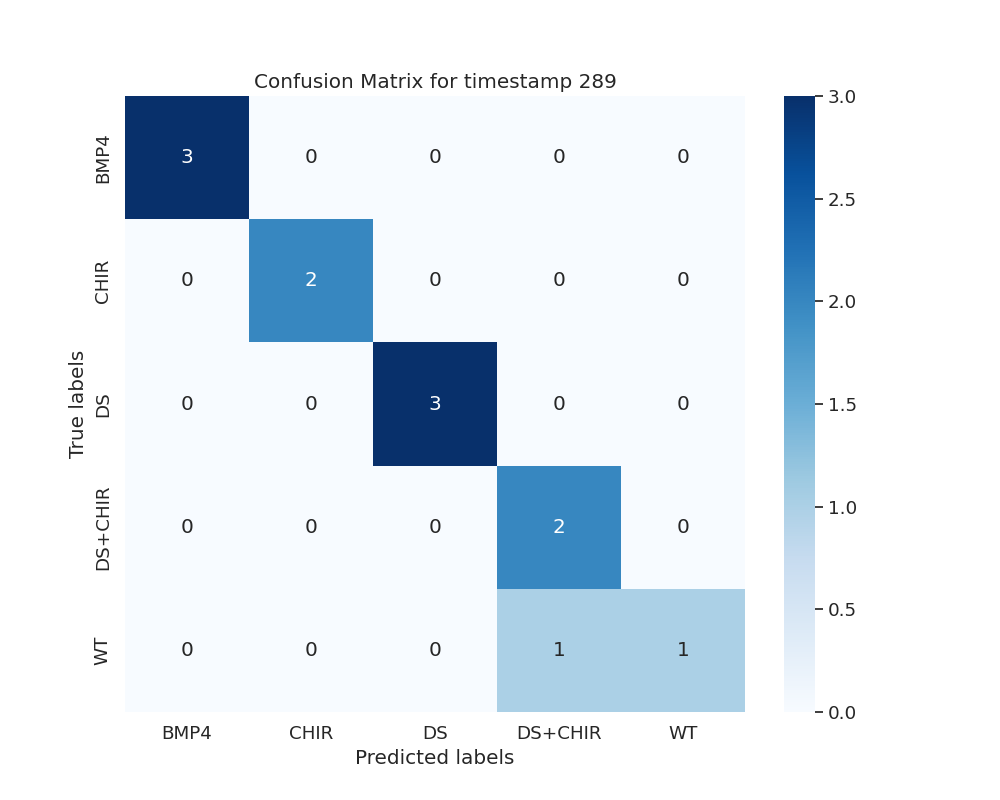 Confusion Matrix for timestamp 289
BMP4 3 0 0 0 0
CHIR 0 2 0 0 0
DS 0 0 3 0 0
DS+CHIR 0 0 0 2 0
WT 0 0 0 1 1
BMP4 CHIR DS DS+CHIR WT
Predicted labels
True labels
3.0
2.5
2.0
1.5
1.0
0.5
0.0